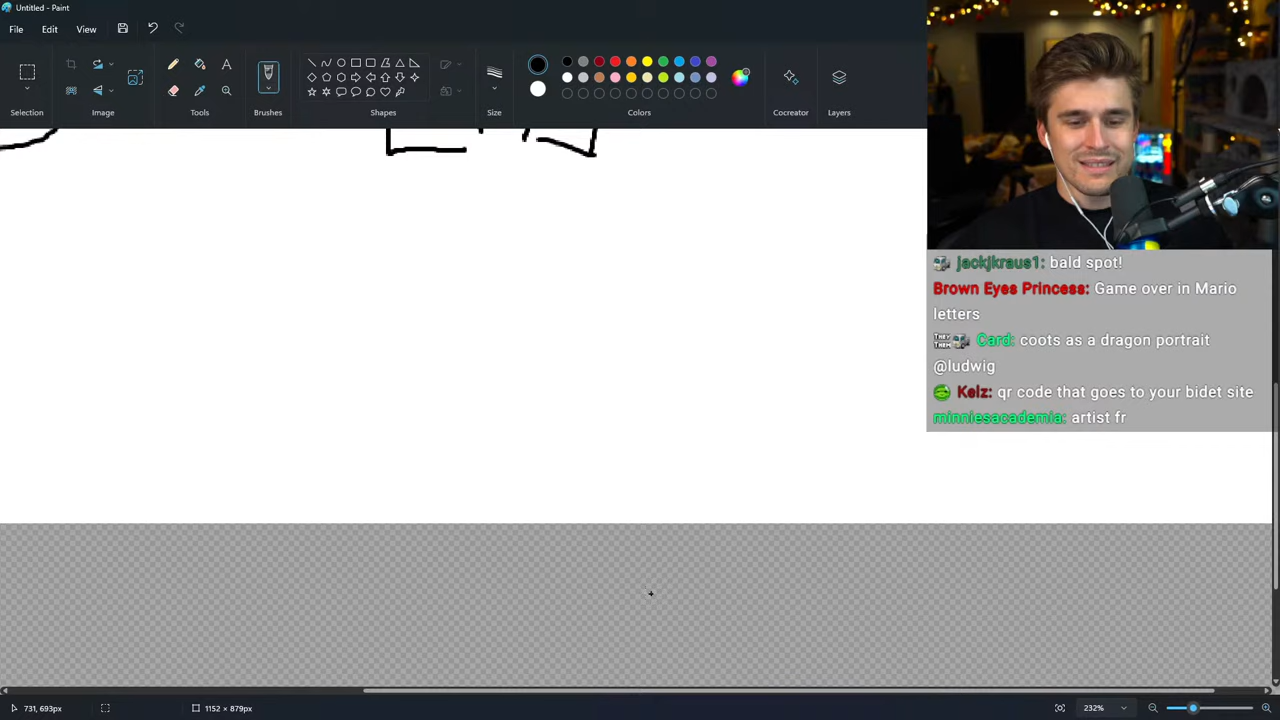 Untitled - Paint
File Edit View
Selection Image Tools Brushes Shapes Size Colors Cocreator Layers
jackjkraus1: bald spot!
Brown Eyes Princess: Game over in Mario
letters
THEY
THEM
Card: coots as a dragon portrait
@ludwig
Kelz: qr code that goes to your bidet site
minniesacademia: artist fr
731, 693px 1152 × 879px 232%